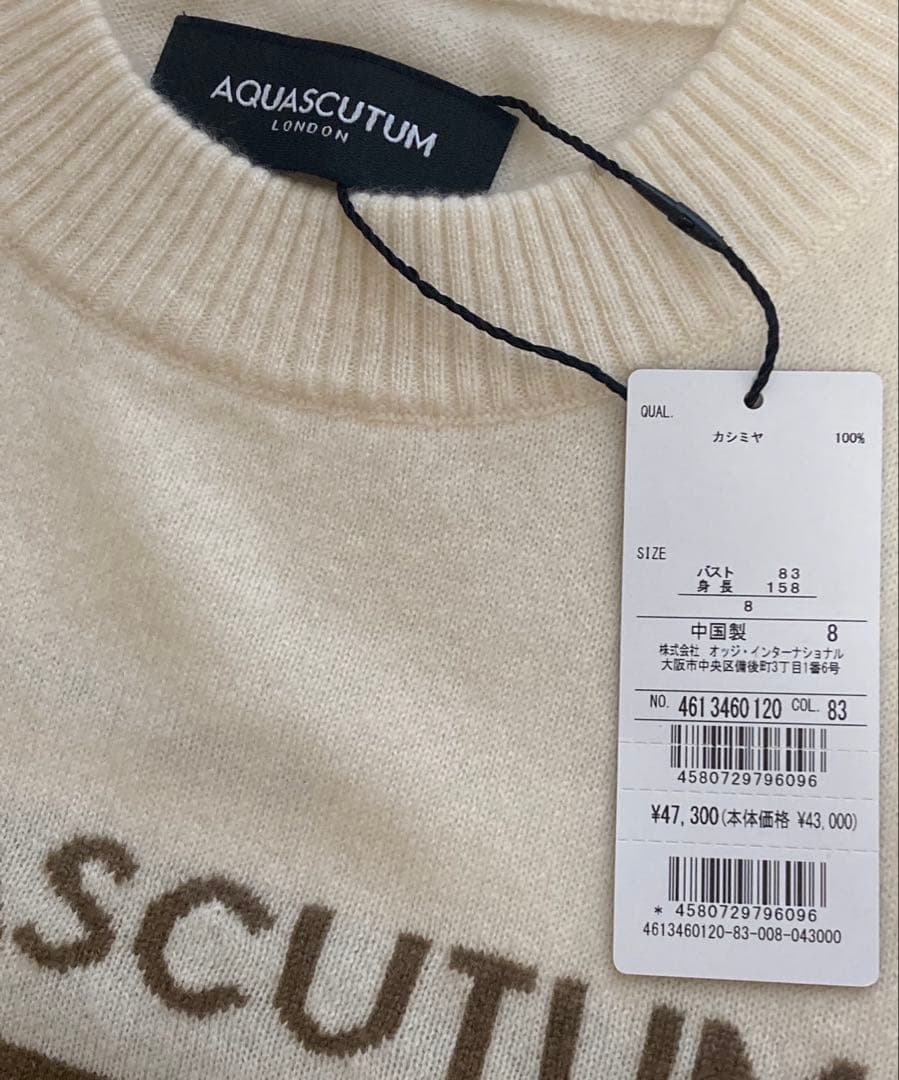 AQUASCUTUM
LONDON
QUAL.
カシミヤ 100%
SIZE
バスト 83
身長 158
8
中国製 8
株式会社 オッジ・インターナショナル
大阪市中央区備後町3丁目1番6号
NO. 4613460120 COL. 83
4580729796096
¥47,300(本体価格 ¥43,000)
* 4580729796096
4613460120-83-008-043000
SCUTUM